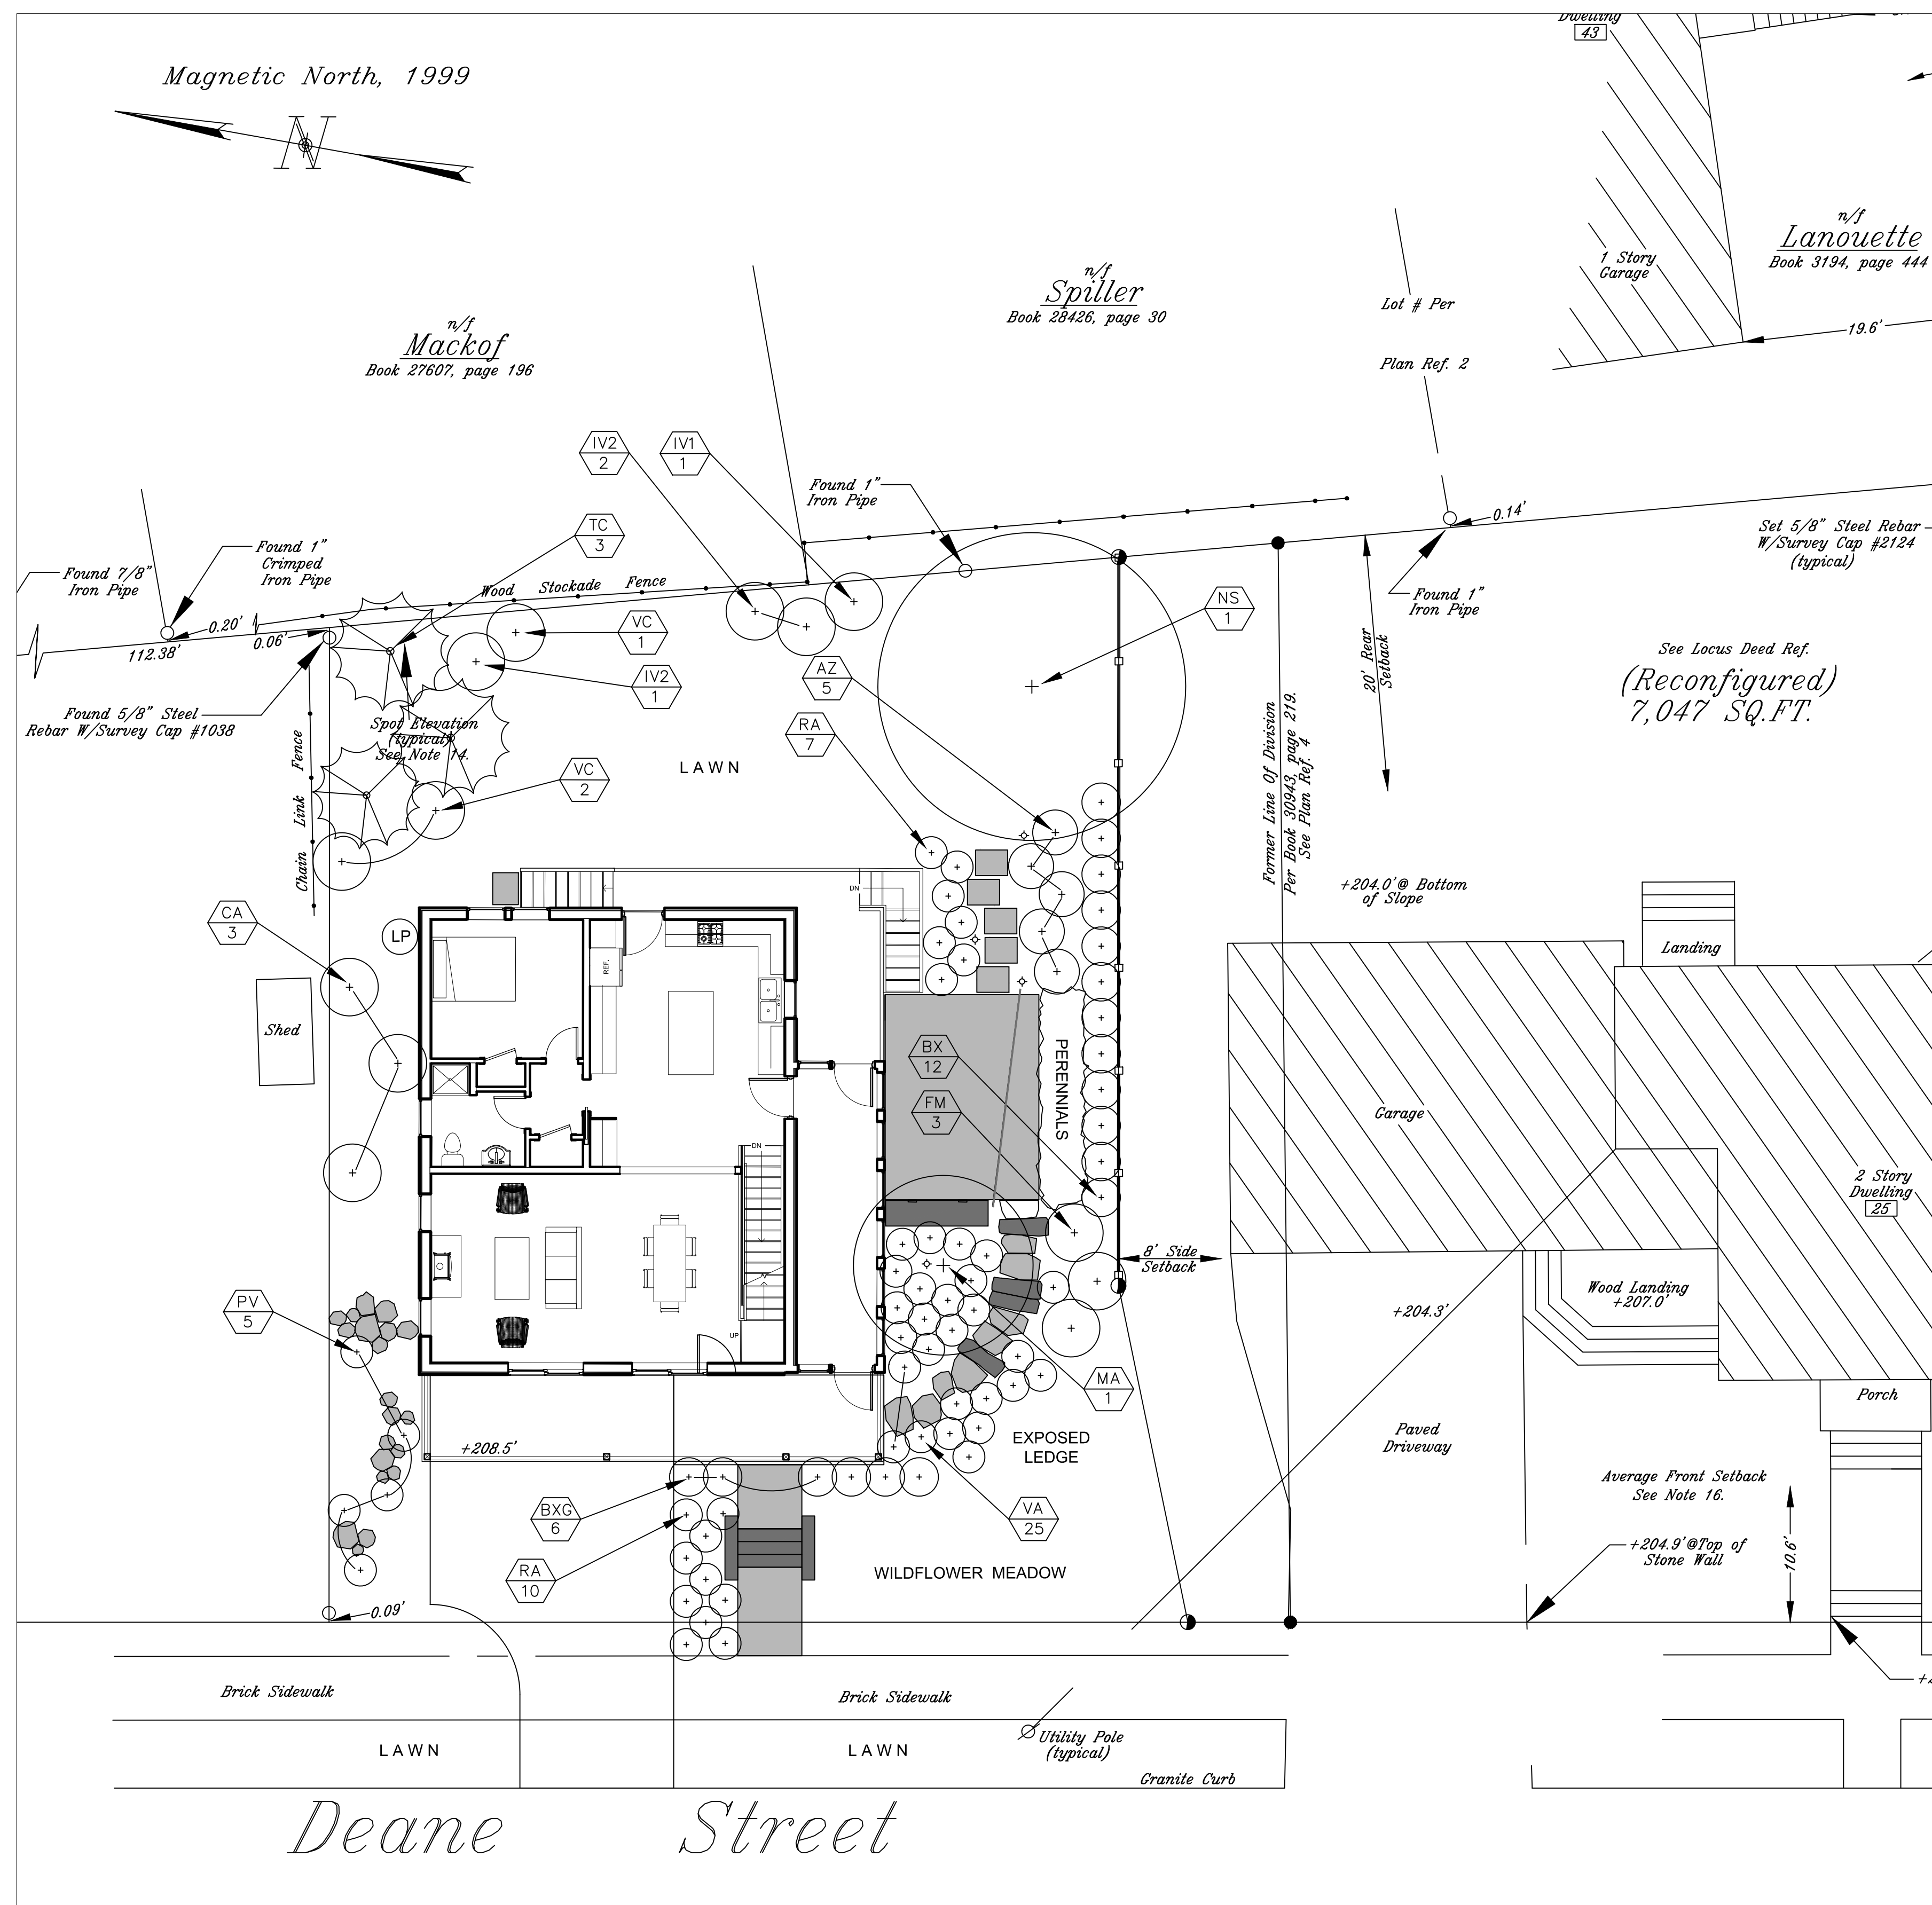 Magnetic North, 1999
N
Dwelling
43
n/f
Lanouette
Book 3194, page 444
1 Story
Garage
19.6'
n/f
Spiller
Book 28426, page 30
Lot # Per
Plan Ref. 2
n/f
Mackof
Book 27607, page 196
IV2
2
IV1
1
Found 1"
Iron Pipe
TC
3
Found 1"
Crimped
Iron Pipe
Found 7/8"
Iron Pipe
0.14'
Set 5/8" Steel Rebar
W/Survey Cap #2124
(typical)
Found 1"
Iron Pipe
Wood Stockade Fence
NS
1
0.20'
0.06'
112.38'
VC
1
IV2
1
AZ
5
20' Rear
Setback
See Locus Deed Ref.
(Reconfigured)
7,047 SQ.FT.
Found 5/8" Steel
Rebar W/Survey Cap #1038
Spot Elevation
(typical)
See Note 14.
RA
7
LAWN
VC
2
Chain Link Fence
Former Line Of Division
Per Book 30943, page 219.
See Plan Ref. 4
+204.0'@ Bottom
of Slope
DN
CA
3
LP
REF.
Landing
Shed
BX
12
PERENNIALS
FM
3
Garage
DN
2 Story
Dwelling
25
8' Side
Setback
Wood Landing
+207.0'
+204.3'
PV
5
UP
MA
1
Porch
Paved
Driveway
EXPOSED
LEDGE
+208.5'
Average Front Setback
See Note 16.
BXG
6
VA
25
10.6'
+204.9'@Top of
Stone Wall
RA
10
WILDFLOWER MEADOW
0.09'
Brick Sidewalk
Brick Sidewalk
Utility Pole
(typical)
LAWN
LAWN
Granite Curb
Deane Street